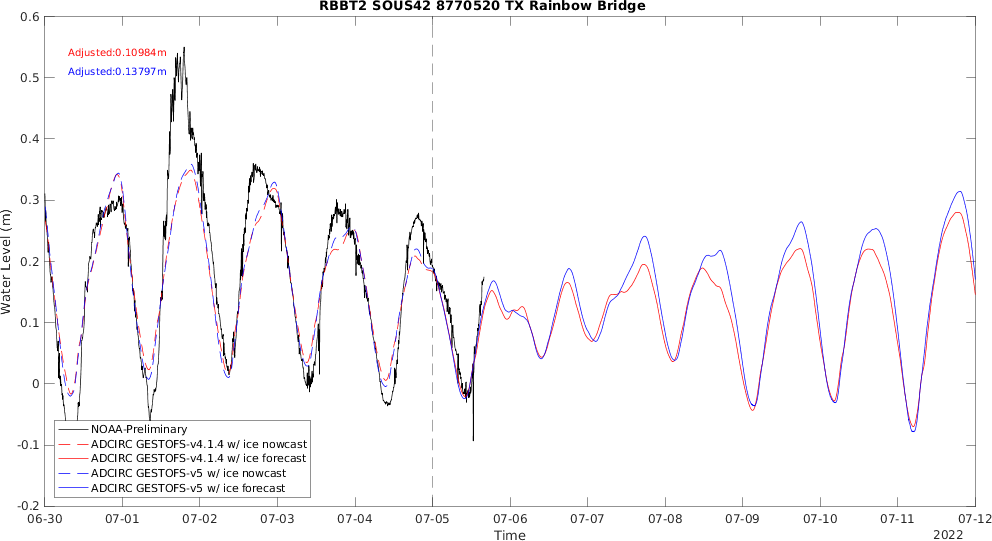 RBBT2 SOUS42 8770520 TX Rainbow Bridge
Adjusted:0.10984m
Adjusted:0.13797m
Water Level (m)
0.6
0.5
0.4
0.3
0.2
0.1
0
-0.1
-0.2
NOAA-Preliminary
ADCIRC GESTOFS-v4.1.4 w/ ice nowcast
ADCIRC GESTOFS-v4.1.4 w/ ice forecast
ADCIRC GESTOFS-v5 w/ ice nowcast
ADCIRC GESTOFS-v5 w/ ice forecast
06-30 07-01 07-02 07-03 07-04 07-05 07-06 07-07 07-08 07-09 07-10 07-11 07-12
Time
2022